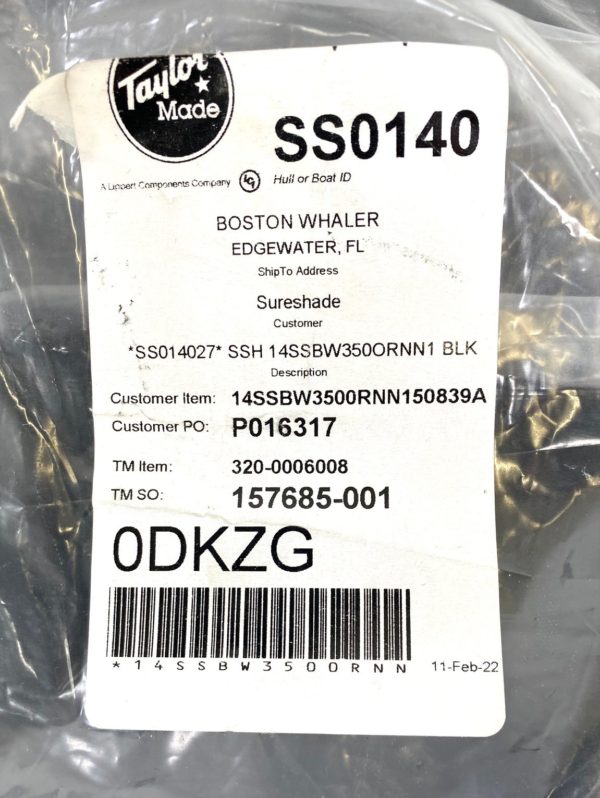 Taylor
Made
SS0140
A Lippert Components Company
LCI
Hull or Boat ID
BOSTON WHALER
EDGEWATER, FL
ShipTo Address
Sureshade
Customer
*SS014027* SSH 14SSBW350ORNN1 BLK
Description
Customer Item: 14SSBW3500RNN150839A
Customer PO: P016317
TM Item: 320-0006008
TM SO: 157685-001
0DKZG
*14SSBW3500RNN
11-Feb-22